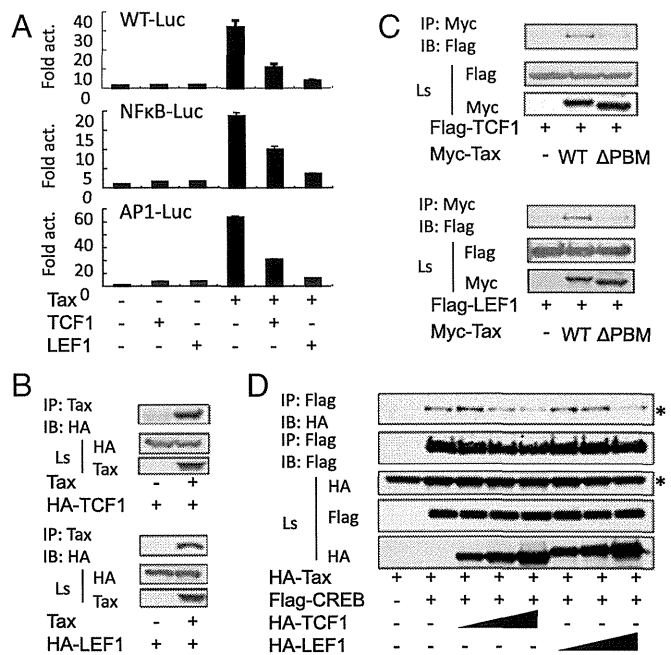 A
WT-Luc
Fold act.
40
30
20
10
0
NFκB-Luc
Fold act.
20
15
10
5
0
AP1-Luc
Fold act.
60
40
20
0
Tax - - - + + +
TCF1 - + - - + -
LEF1 - - + - - +
B
IP: Tax
IB: HA
Ls
HA
Tax
Tax - +
HA-TCF1 + +
IP: Tax
IB: HA
Ls
HA
Tax
Tax - +
HA-LEF1 + +
C
IP: Myc
IB: Flag
Ls
Flag
Myc
Flag-TCF1 + + +
Myc-Tax - WT ΔPBM
IP: Myc
IB: Flag
Ls
Flag
Myc
Flag-LEF1 + + +
Myc-Tax - WT ΔPBM
D
IP: Flag
IB: HA *
IP: Flag
IB: Flag
Ls
HA *
Flag
HA
HA-Tax + + + + + + + +
Flag-CREB - + + + + + + +
HA-TCF1 - - - - -
HA-LEF1 - - - - -